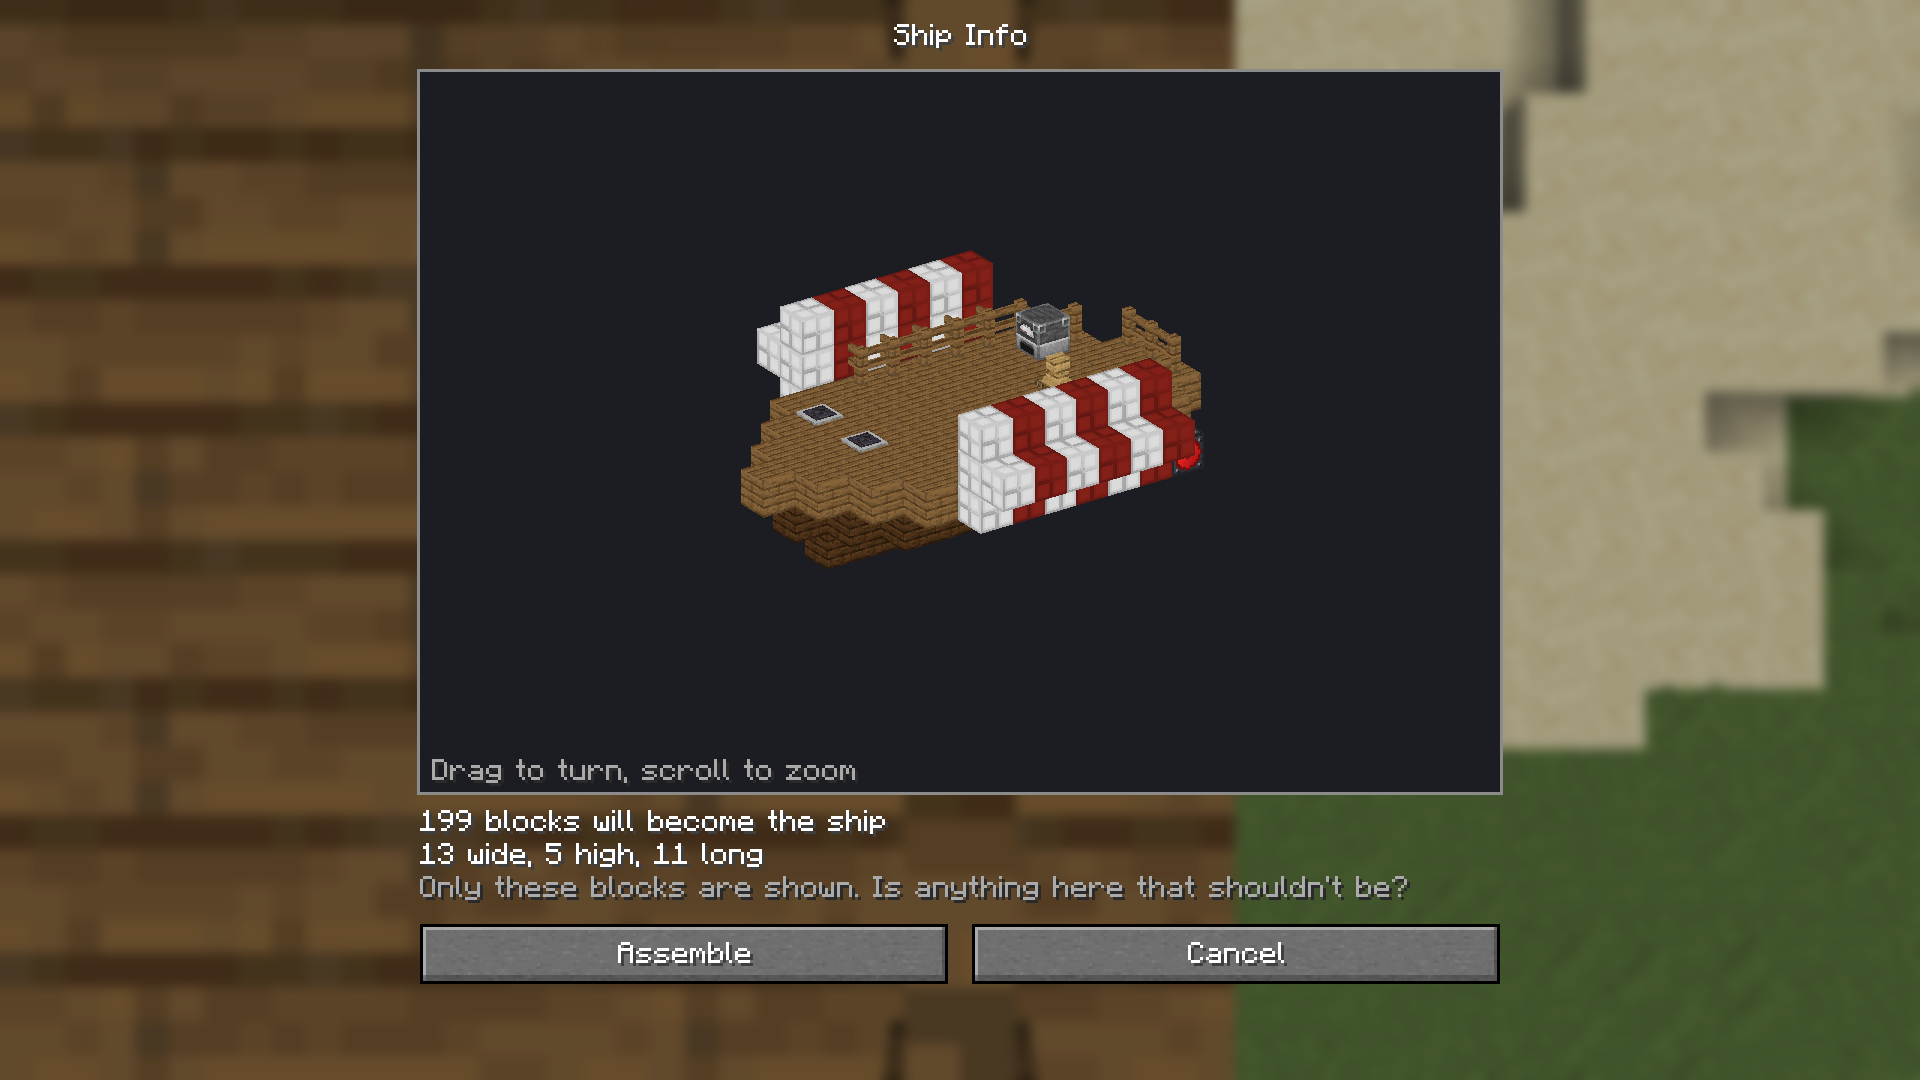 Ship Info
Drag to turn, scroll to zoom
199 blocks will become the ship
13 wide, 5 high, 11 long
Only these blocks are shown. Is anything here that shouldn't be?
Assemble
Cancel